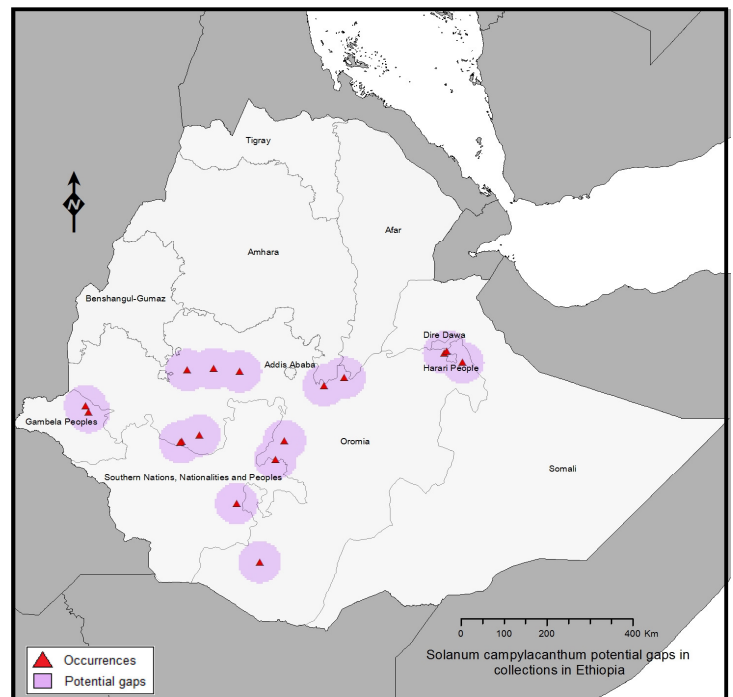 Tigray
Afar
Amhara
N
Benshangul-Gumaz
Dire Dawa
Addis Ababa
Harari People
Gambela Peoples
Oromia
Somali
Southern Nations, Nationalities and Peoples
0 100 200 400 Km
Solanum campylacanthum potential gaps in
collections in Ethiopia
Occurrences
Potential gaps